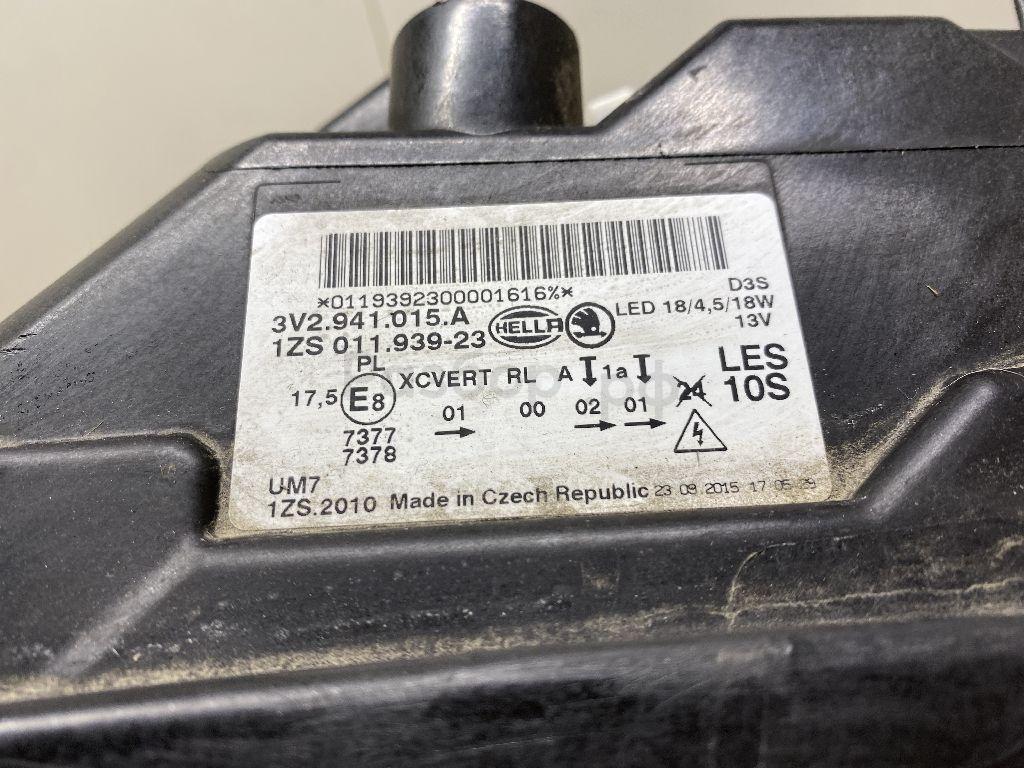 *0119392300001616%*
3V2.941.015.A
1ZS 011.939-23
HELLA
D3S
LED 18/4,5/18W
13V
LES
10S
PL
17,5 E8 XCVERT RL A 1a 24
01 00 02 01
7377
7378
UM7
1ZS.2010 Made in Czech Republic 23 09 2015 17 05 29